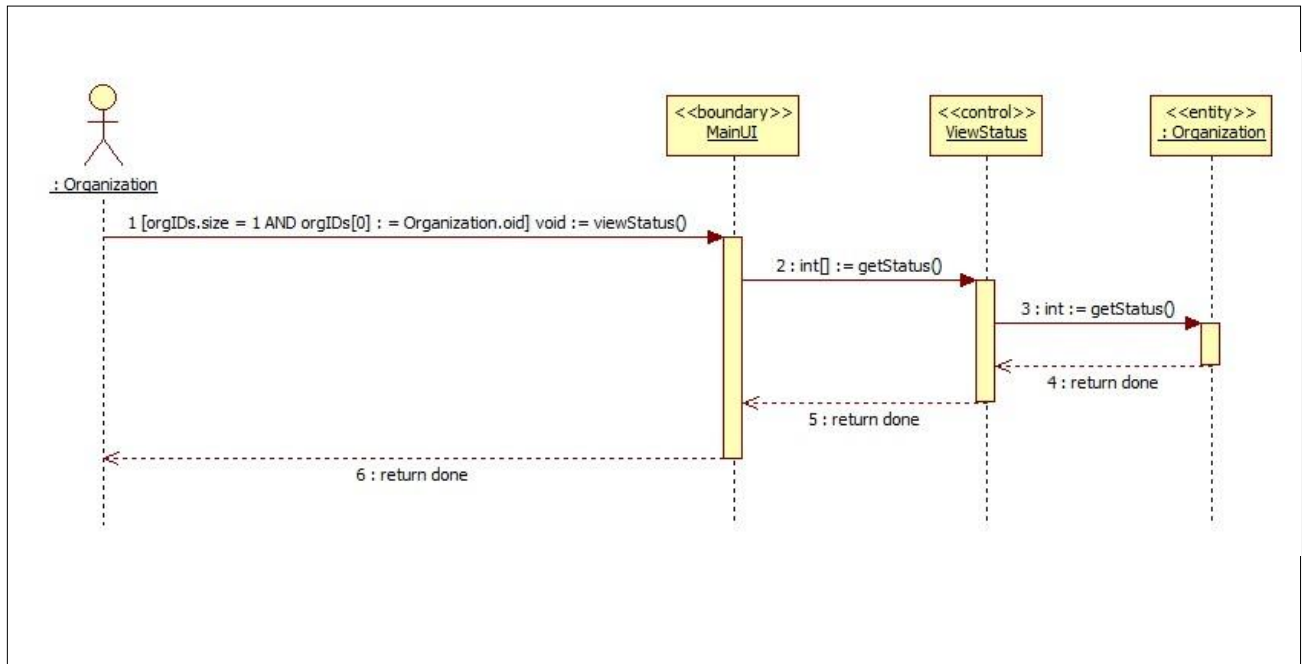 <<boundary>>
MainUI
<<control>>
ViewStatus
<<entity>>
: Organization
: Organization
1 [orgIDs.size = 1 AND orgIDs[0] : = Organization.oid] void := viewStatus()
2 : int[] := getStatus()
3 : int := getStatus()
4 : return done
5 : return done
6 : return done